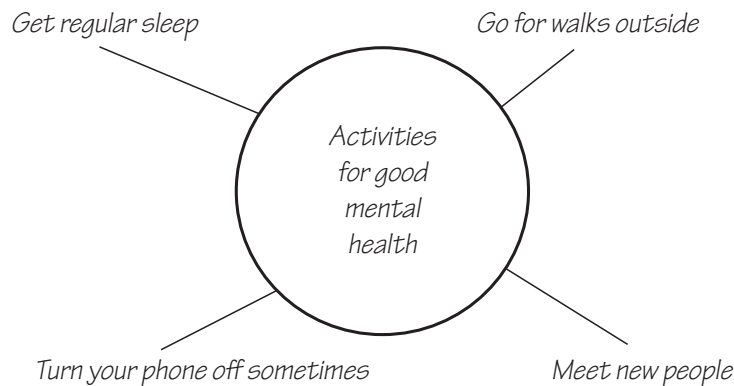 Get regular sleep
Go for walks outside
Activities
for good
mental
health
Turn your phone off sometimes
Meet new people